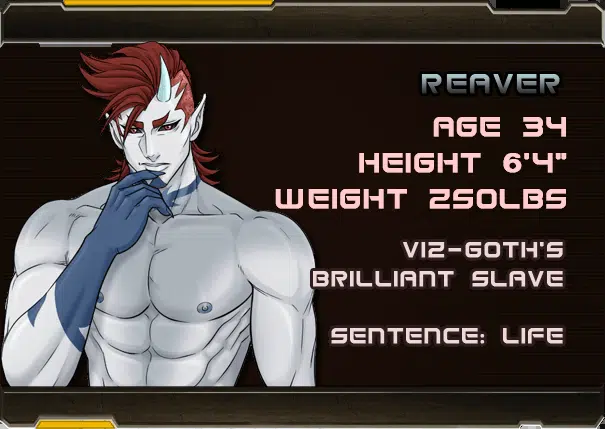 REAVER
AGE 34
HEIGHT 6'4"
WEIGHT 250LBS
VIZ-GOTH'S
BRILLIANT SLAVE
SENTENCE: LIFE